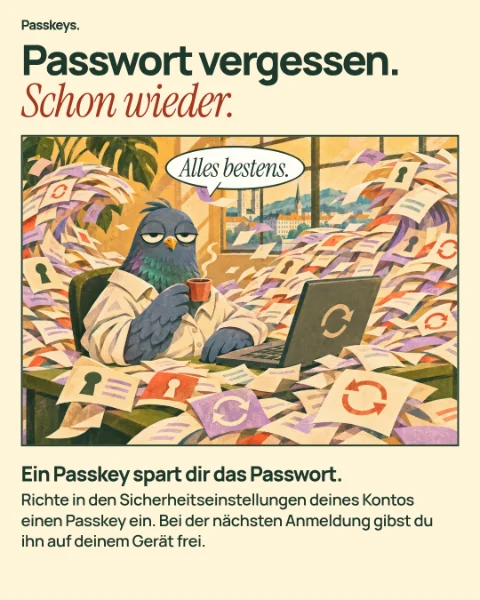 Passkeys.
Passwort vergessen.
Schon wieder.
Alles bestens.
Ein Passkey spart dir das Passwort.
Richte in den Sicherheitseinstellungen deines Kontos
einen Passkey ein. Bei der nächsten Anmeldung gibst du
ihn auf deinem Gerät frei.